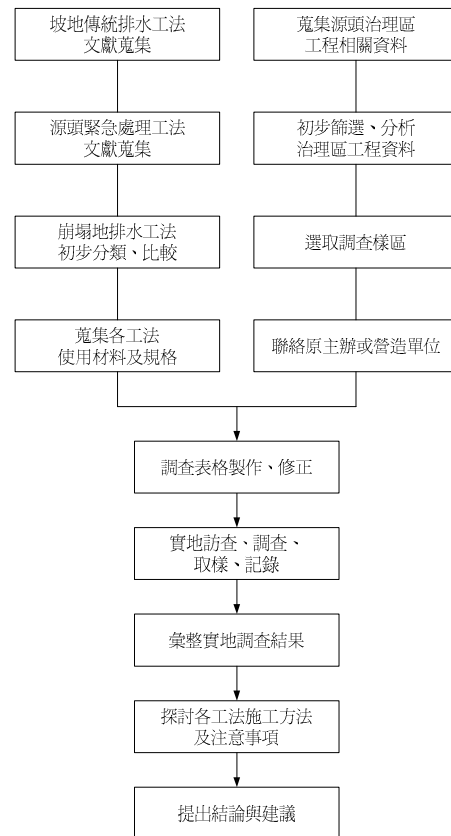 坡地傳統排水工法
文獻蒐集
源頭緊急處理工法
文獻蒐集
崩塌地排水工法
初步分類、比較
蒐集各工法
使用材料及規格
蒐集源頭治理區
工程相關資料
初步篩選、分析
治理區工程資料
選取調查樣區
聯絡原主辦或營造單位
調查表格製作、修正
實地訪查、調查、
取樣、記錄
彙整實地調查結果
探討各工法施工方法
及注意事項
提出結論與建議